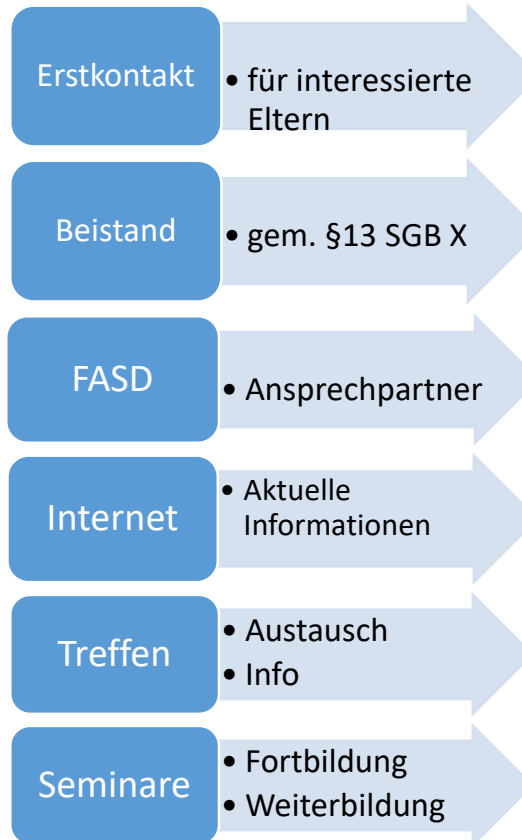 Erstkontakt
• für interessierte
Eltern
Beistand
• gem. §13 SGB X
FASD
• Ansprechpartner
Internet
• Aktuelle
Informationen
Treffen
• Austausch
• Info
Seminare
• Fortbildung
• Weiterbildung